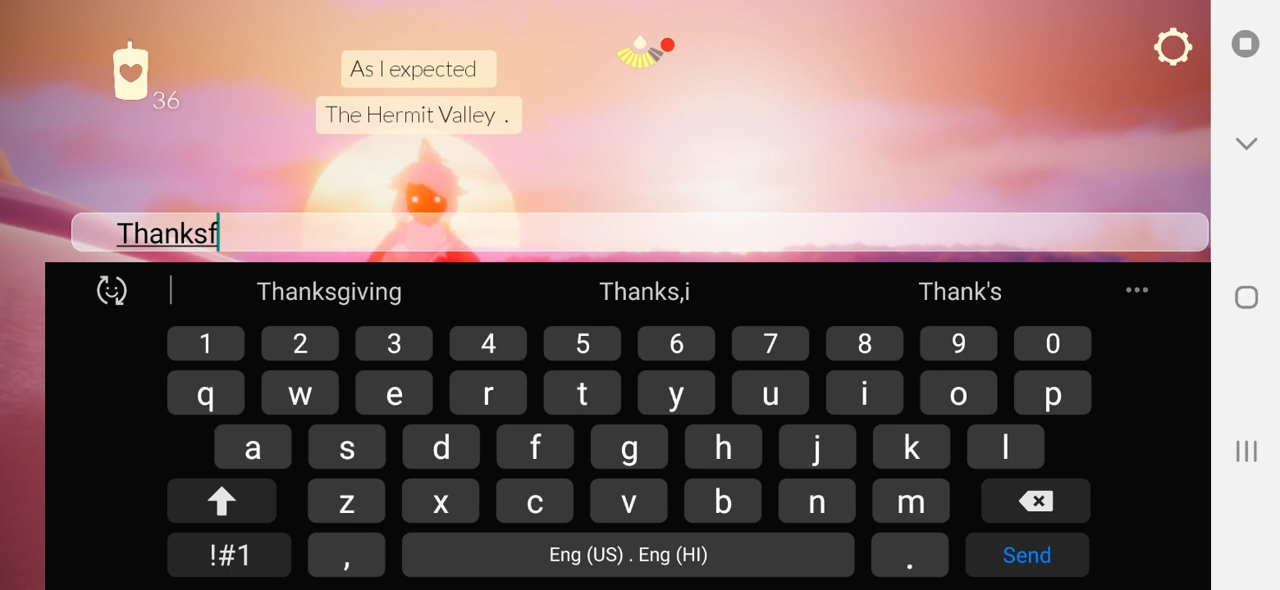 As I expected
36
The Hermit Valley .
Thanksf
Thanksgiving Thanks,i Thank's
1 2 3 4 5 6 7 8 9 0
q w e r t y u i o p
a s d f g h j k l
z x c v b n m
!#1 , Eng (US) . Eng (HI) . Send